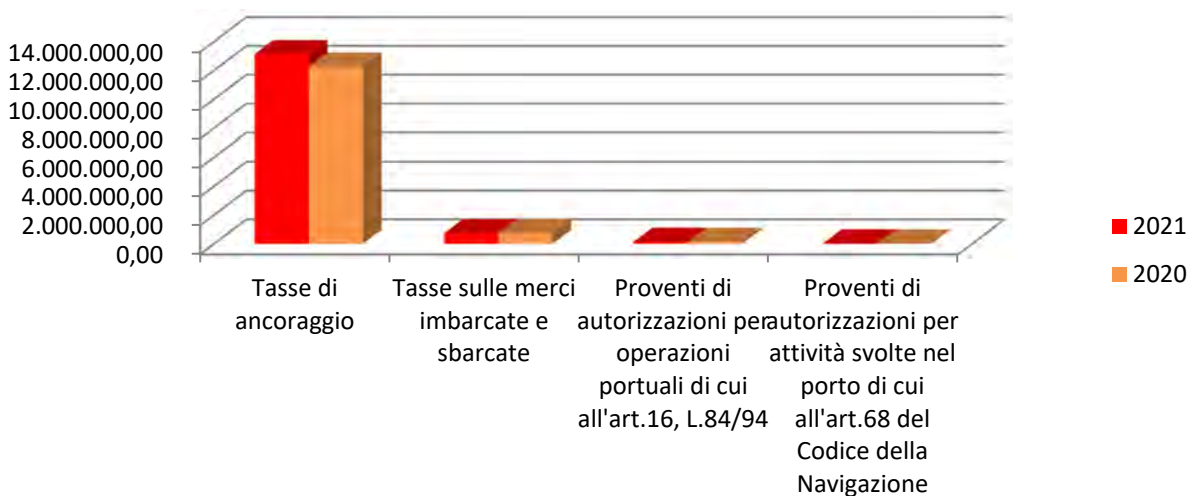 14.000.000,00
12.000.000,00
10.000.000,00
8.000.000,00
6.000.000,00
4.000.000,00
2.000.000,00
0,00
Tasse di
ancoraggio
Tasse sulle merci
imbarcate e
sbarcate
Proventi di
autorizzazioni per
operazioni
portuali di cui
all'art.16, L.84/94
Proventi di
autorizzazioni per
attività svolte nel
porto di cui
all'art.68 del
Codice della
Navigazione
2021
2020